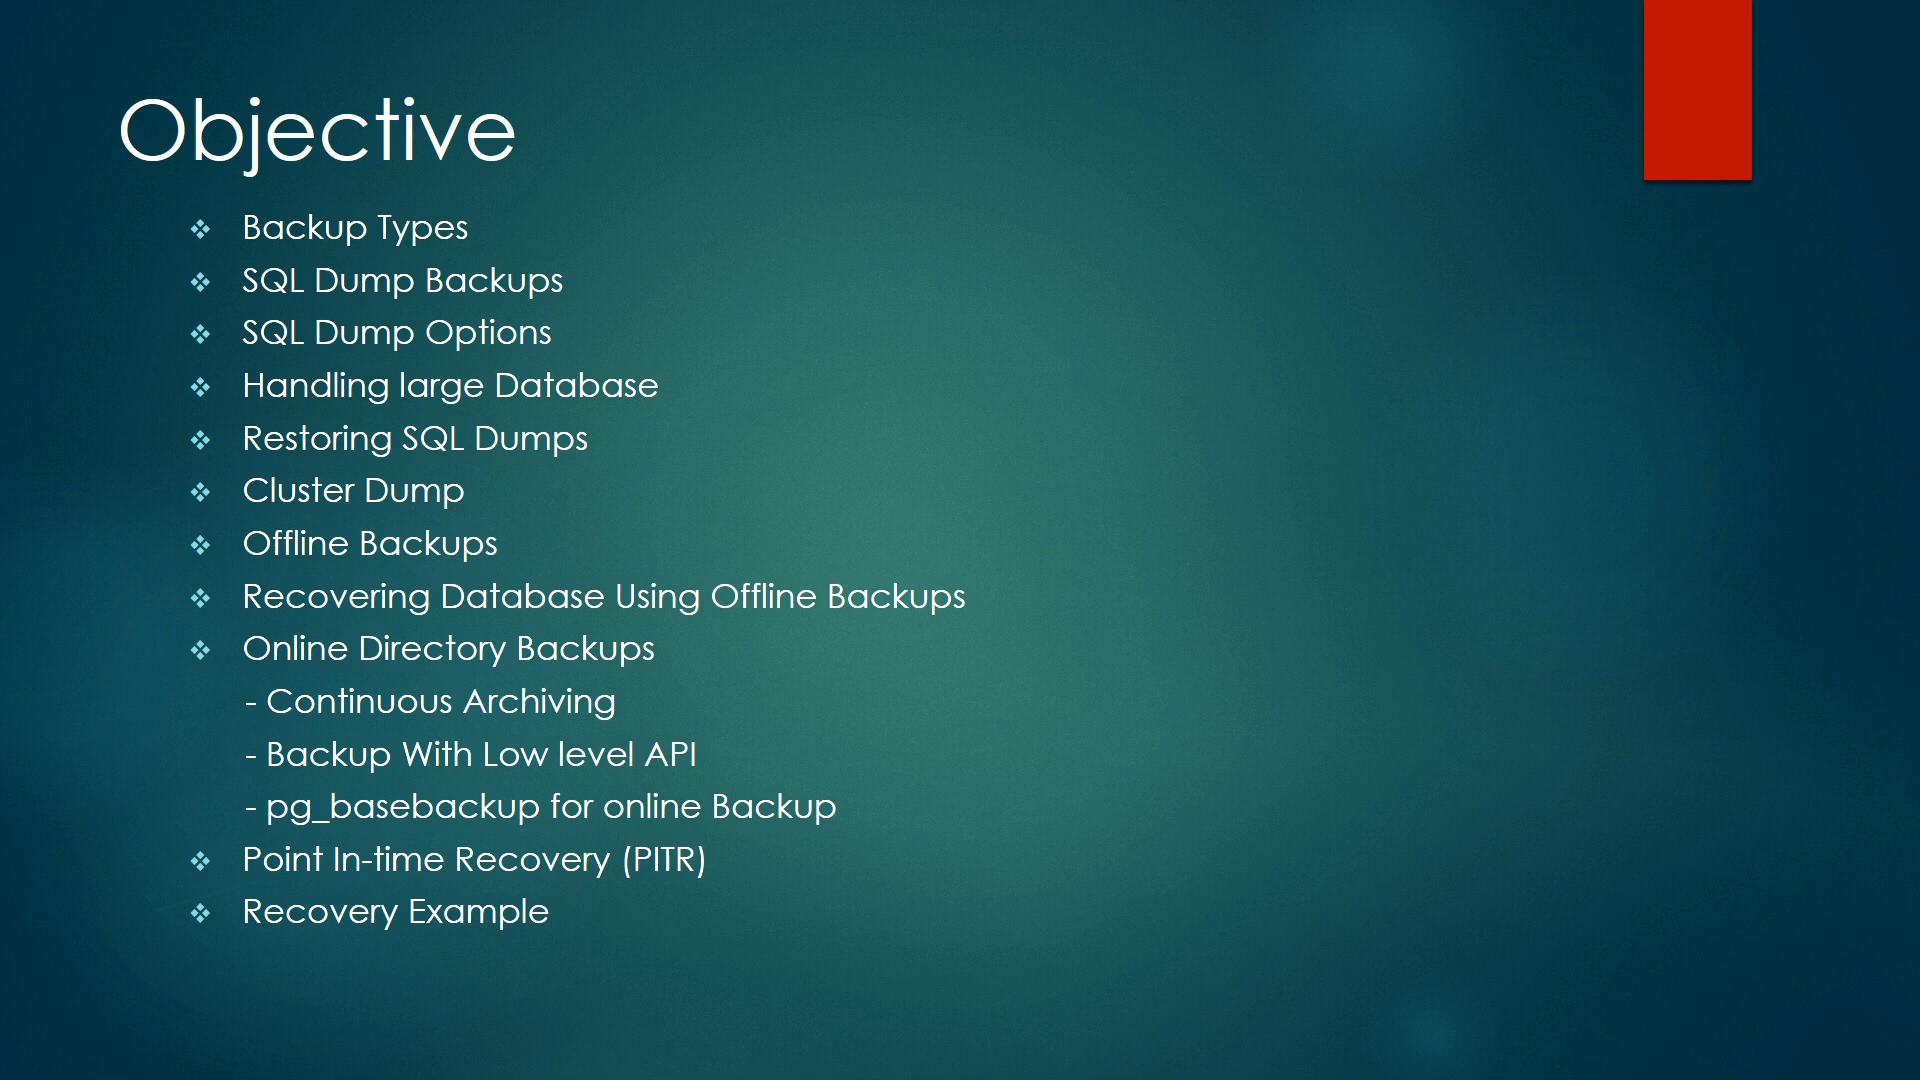 Objective
❖ Backup Types
❖ SQL Dump Backups
❖ SQL Dump Options
❖ Handling large Database
❖ Restoring SQL Dumps
❖ Cluster Dump
❖ Offline Backups
❖ Recovering Database Using Offline Backups
❖ Online Directory Backups
- Continuous Archiving
- Backup With Low level API
- pg_basebackup for online Backup
❖ Point In-time Recovery (PITR)
❖ Recovery Example